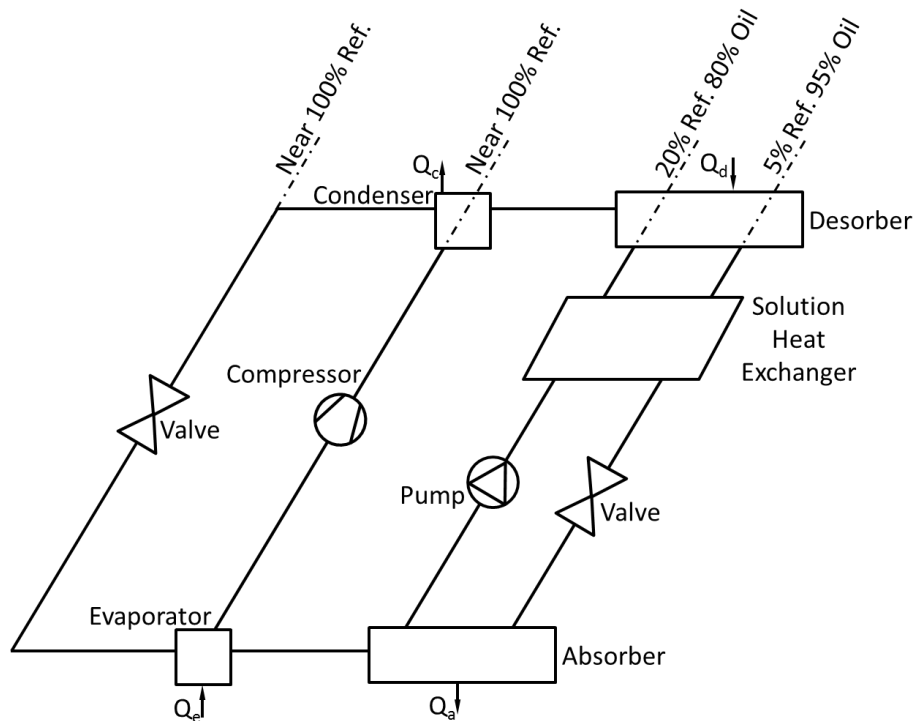 Near 100% Ref.
Near 100% Ref.
20% Ref. 80% Oil
5% Ref. 95% Oil
Qc
Qd
Condenser
Desorber
Solution
Heat
Exchanger
Compressor
Valve
Pump
Valve
Evaporator
Absorber
Qe
Qa